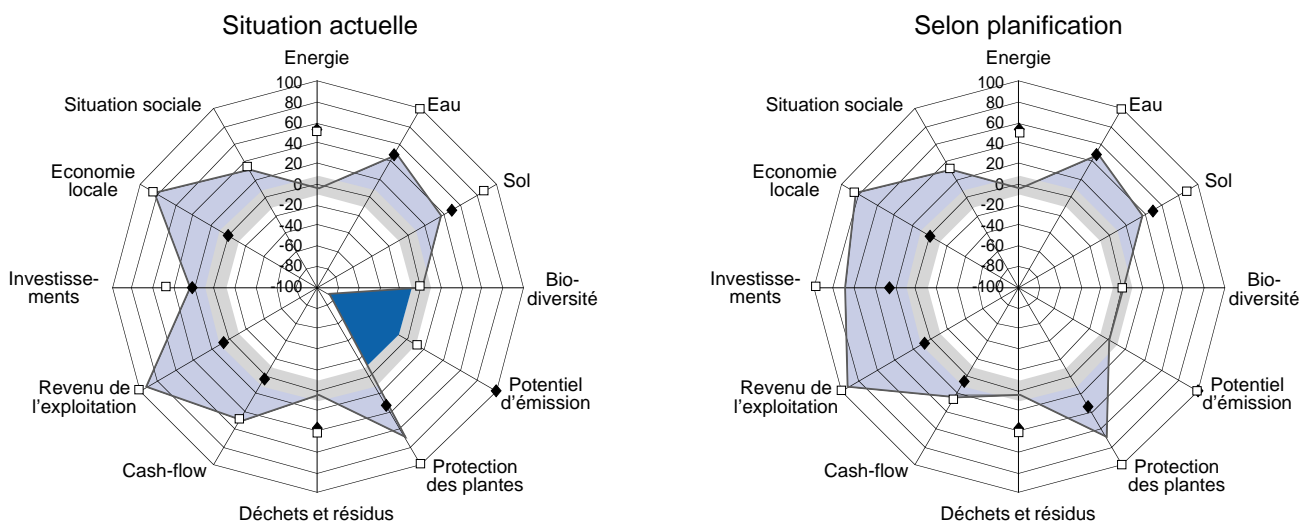 Situation actuelle
Energie
Situation sociale
Eau
Economie
locale
Sol
Investisse-
ments
Bio-
diversité
Revenu de
l'exploitation
Potentiel
d'émission
Cash-flow
Protection
des plantes
Déchets et résidus
100
80
60
40
20
0
-20
-40
-60
-80
-100
Selon planification
Energie
Situation sociale
Eau
Economie
locale
Sol
Investisse-
ments
Bio-
diversité
Revenu de
l'exploitation
Potentiel
d'émission
Cash-flow
Protection
des plantes
Déchets et résidus
100
80
60
40
20
0
-20
-40
-60
-80
-100